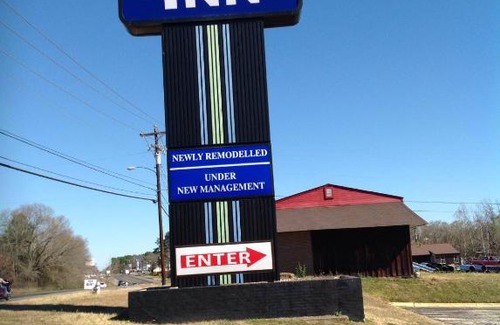 INN
NEWLY REMODELLED
UNDER
NEW MANAGEMENT
ENTER